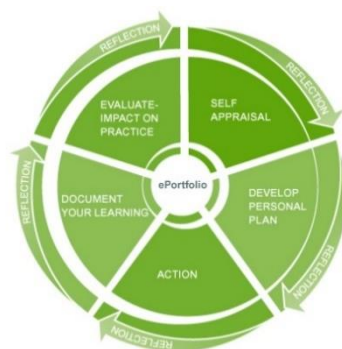 REFLECTION
REFLECTION
EVALUATE-
IMPACT ON
PRACTICE
SELF
APPRAISAL
ePortfolio
DOCUMENT
YOUR LEARNING
DEVELOP
PERSONAL
PLAN
ACTION
REFLECTION
REFLECTION
REFLECTION